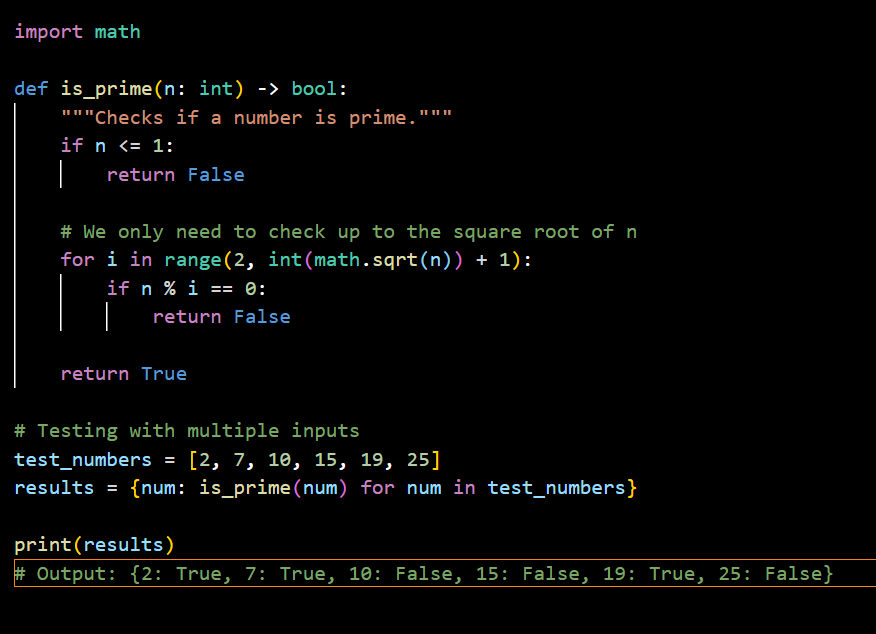 import math
def is_prime(n: int) -> bool:
"""Checks if a number is prime."""
if n <= 1:
return False
# We only need to check up to the square root of n
for i in range(2, int(math.sqrt(n)) + 1):
if n % i == 0:
return False
return True
# Testing with multiple inputs
test_numbers = [2, 7, 10, 15, 19, 25]
results = {num: is_prime(num) for num in test_numbers}
print(results)
# Output: {2: True, 7: True, 10: False, 15: False, 19: True, 25: False}